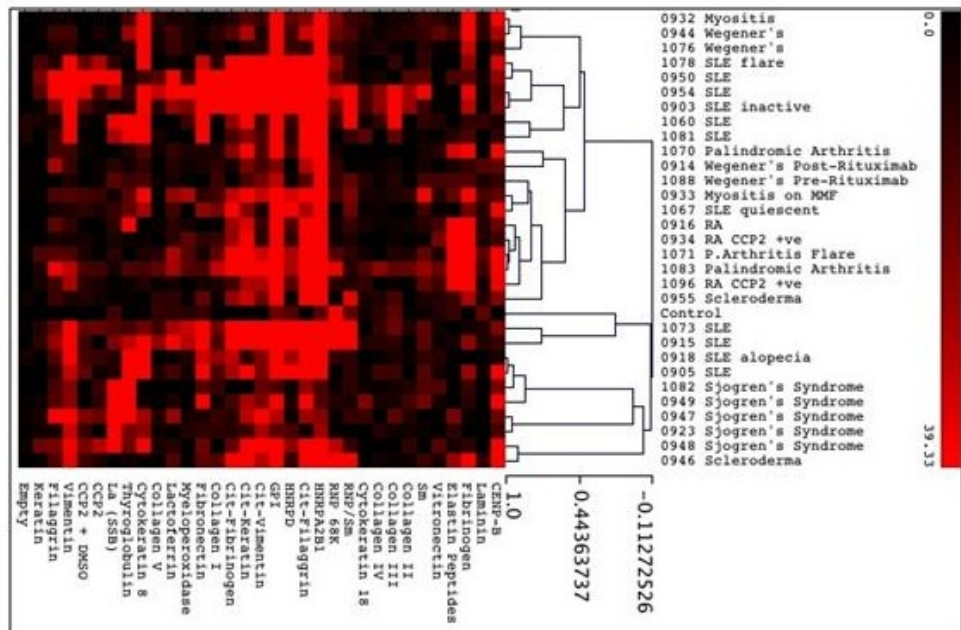 0932 Myositis
0944 Wegener's
1076 Wegener's
1078 SLE flare
0950 SLE
0954 SLE
0903 SLE inactive
1060 SLE
1081 SLE
1070 Palindromic Arthritis
0914 Wegener's Post-Rituximab
1088 Wegener's Pre-Rituximab
0933 Myositis on MMF
1067 SLE quiescent
0916 RA
0934 RA CCP2 +ve
1071 P.Arthritis Flare
1083 Palindromic Arthritis
1096 RA CCP2 +ve
0955 Scleroderma
Control
1073 SLE
0915 SLE
0918 SLE alopecia
0905 SLE
1082 Sjogren's Syndrome
0949 Sjogren's Syndrome
0947 Sjogren's Syndrome
0923 Sjogren's Syndrome
0948 Sjogren's Syndrome
0946 Scleroderma
0.0
39.33
Empty
Keratin
Filaggrin
Vimentin
CCP2 + DMSO
CCP2
La (SSB)
Thyroglobulin
Cytokeratin 8
Collagen V
Lactoferrin
Myeloperoxidase
Fibronectin
Collagen I
Cit-Fibrinogen
Cit-Keratin
Cit-Vimentin
GPI
HNRPD
Cit-Filaggrin
HNRPA2B1
RNP 68K
RNP/Sm
Cytokeratin 18
Collagen IV
Collagen III
Collagen II
Sm
Vitronectin
Elastin Peptides
Fibrinogen
Laminin
CENP-B
1.0
0.44363737
-0.11272526